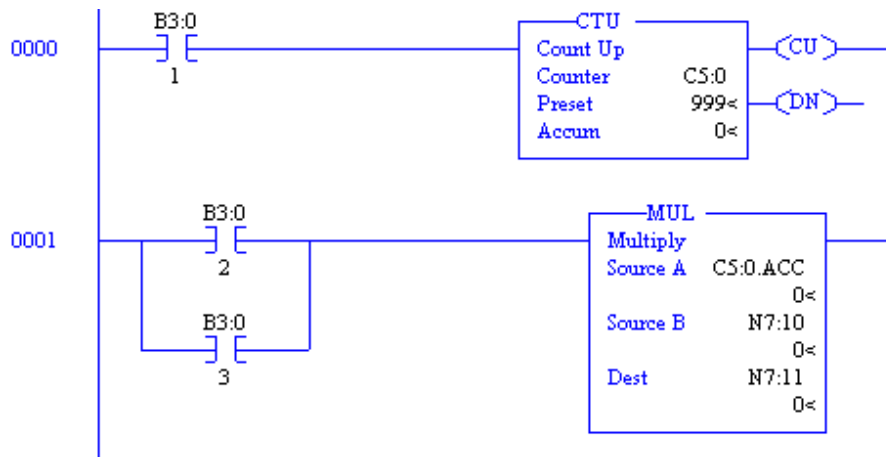 0000
B3:0
1
CTU
Count Up
Counter C5:0
Preset 999<
Accum 0<
CU
DN
0001
B3:0
2
B3:0
3
MUL
Multiply
Source A C5:0.ACC
0<
Source B N7:10
0<
Dest N7:11
0<